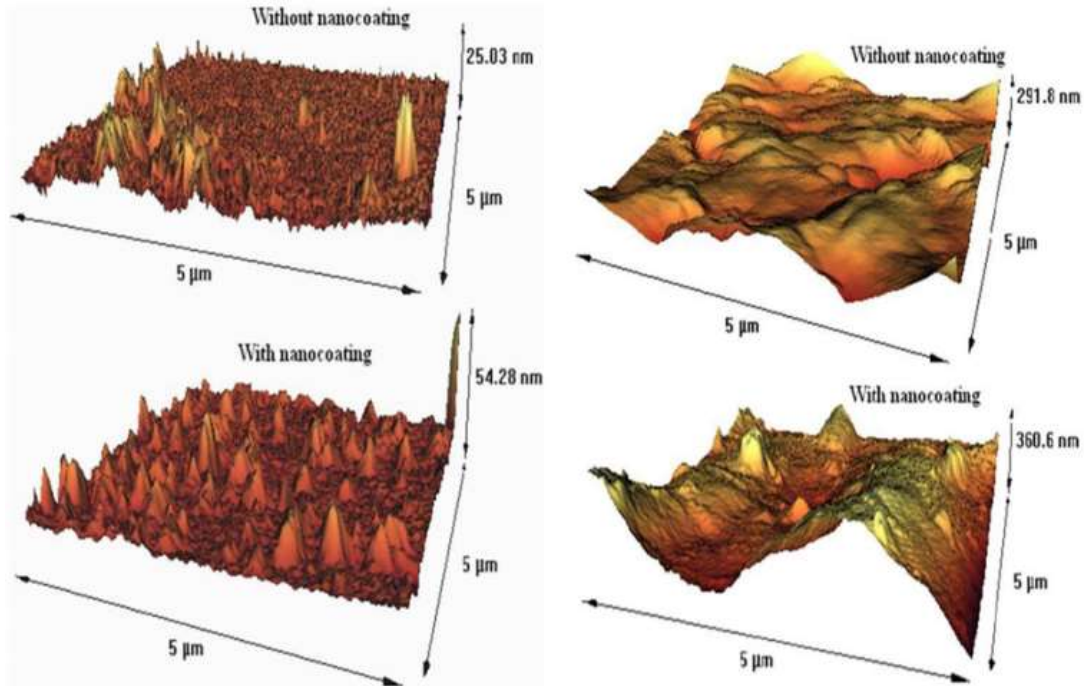 Without nanocoating
25.03 nm
5 µm
5 µm
Without nanocoating
291.8 nm
5 µm
5 µm
With nanocoating
54.28 nm
5 µm
5 µm
With nanocoating
360.6 nm
5 µm
5 µm